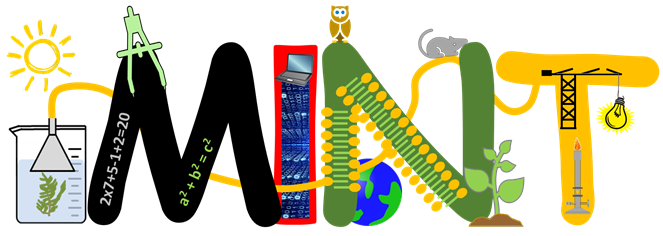 MINT
2x7+5-1+2=20
a² + b² = c²